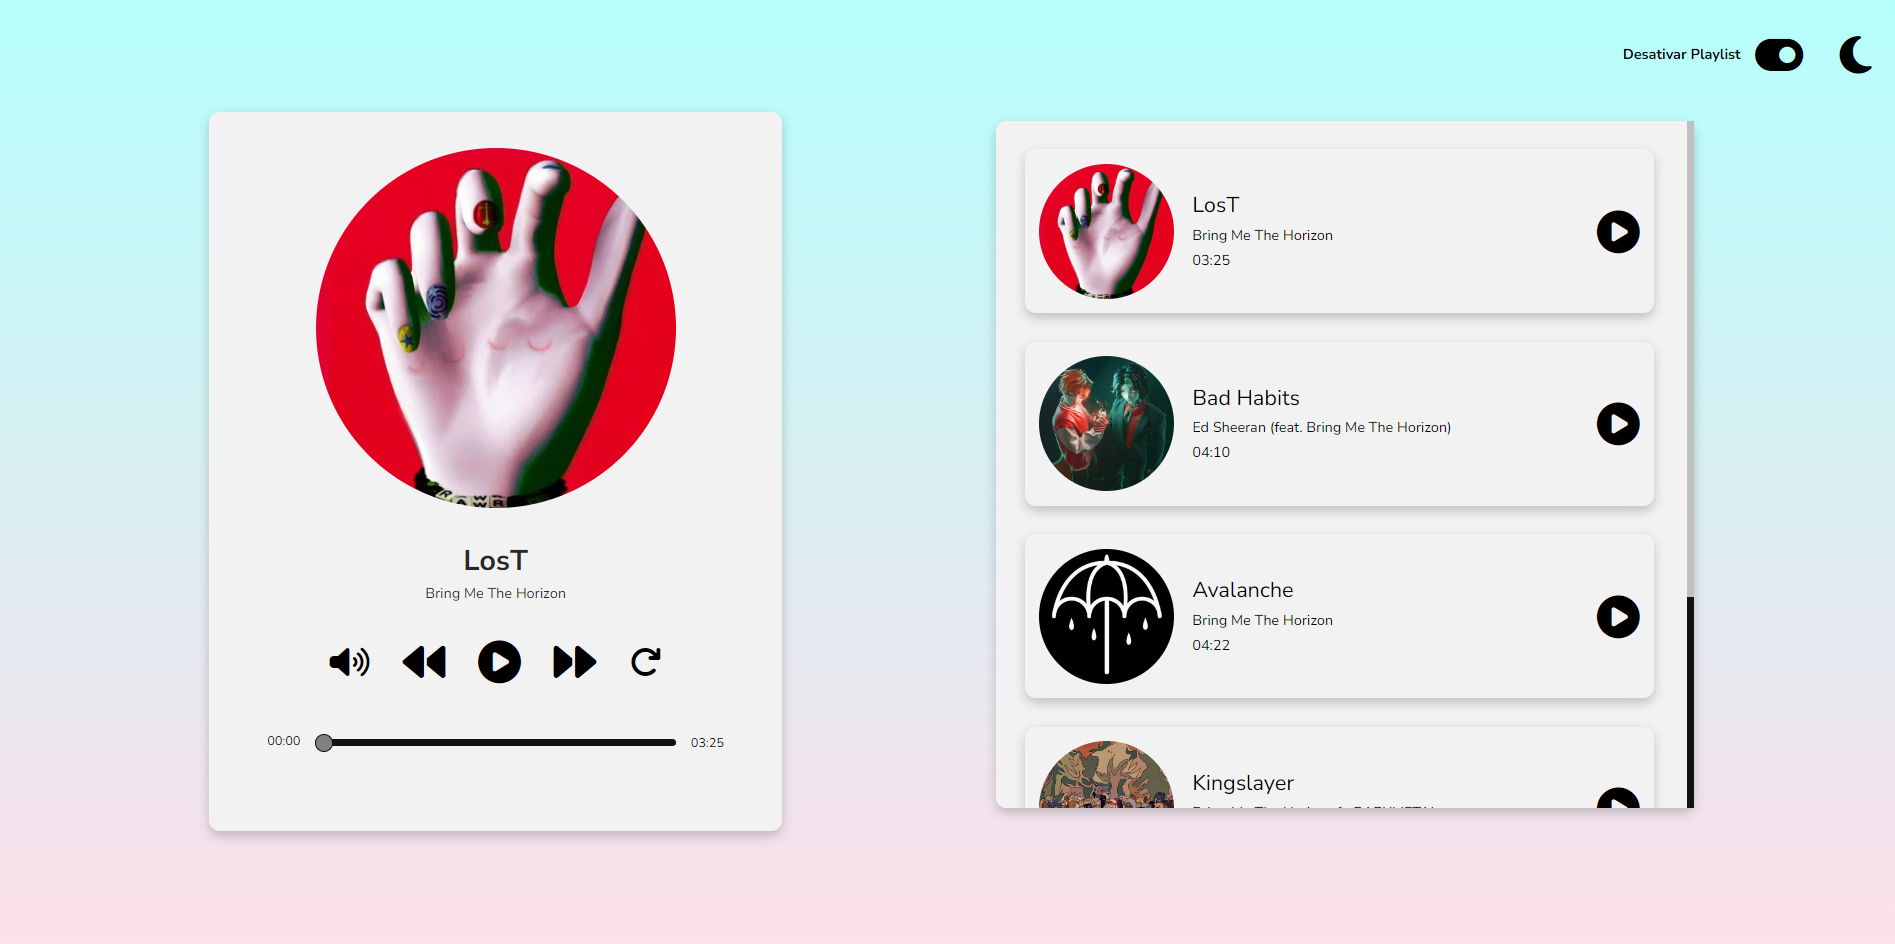 Desativar Playlist
LosT
Bring Me The Horizon
00:00
03:25
LosT
Bring Me The Horizon
03:25
Bad Habits
Ed Sheeran (feat. Bring Me The Horizon)
04:10
Avalanche
Bring Me The Horizon
04:22
Kingslayer